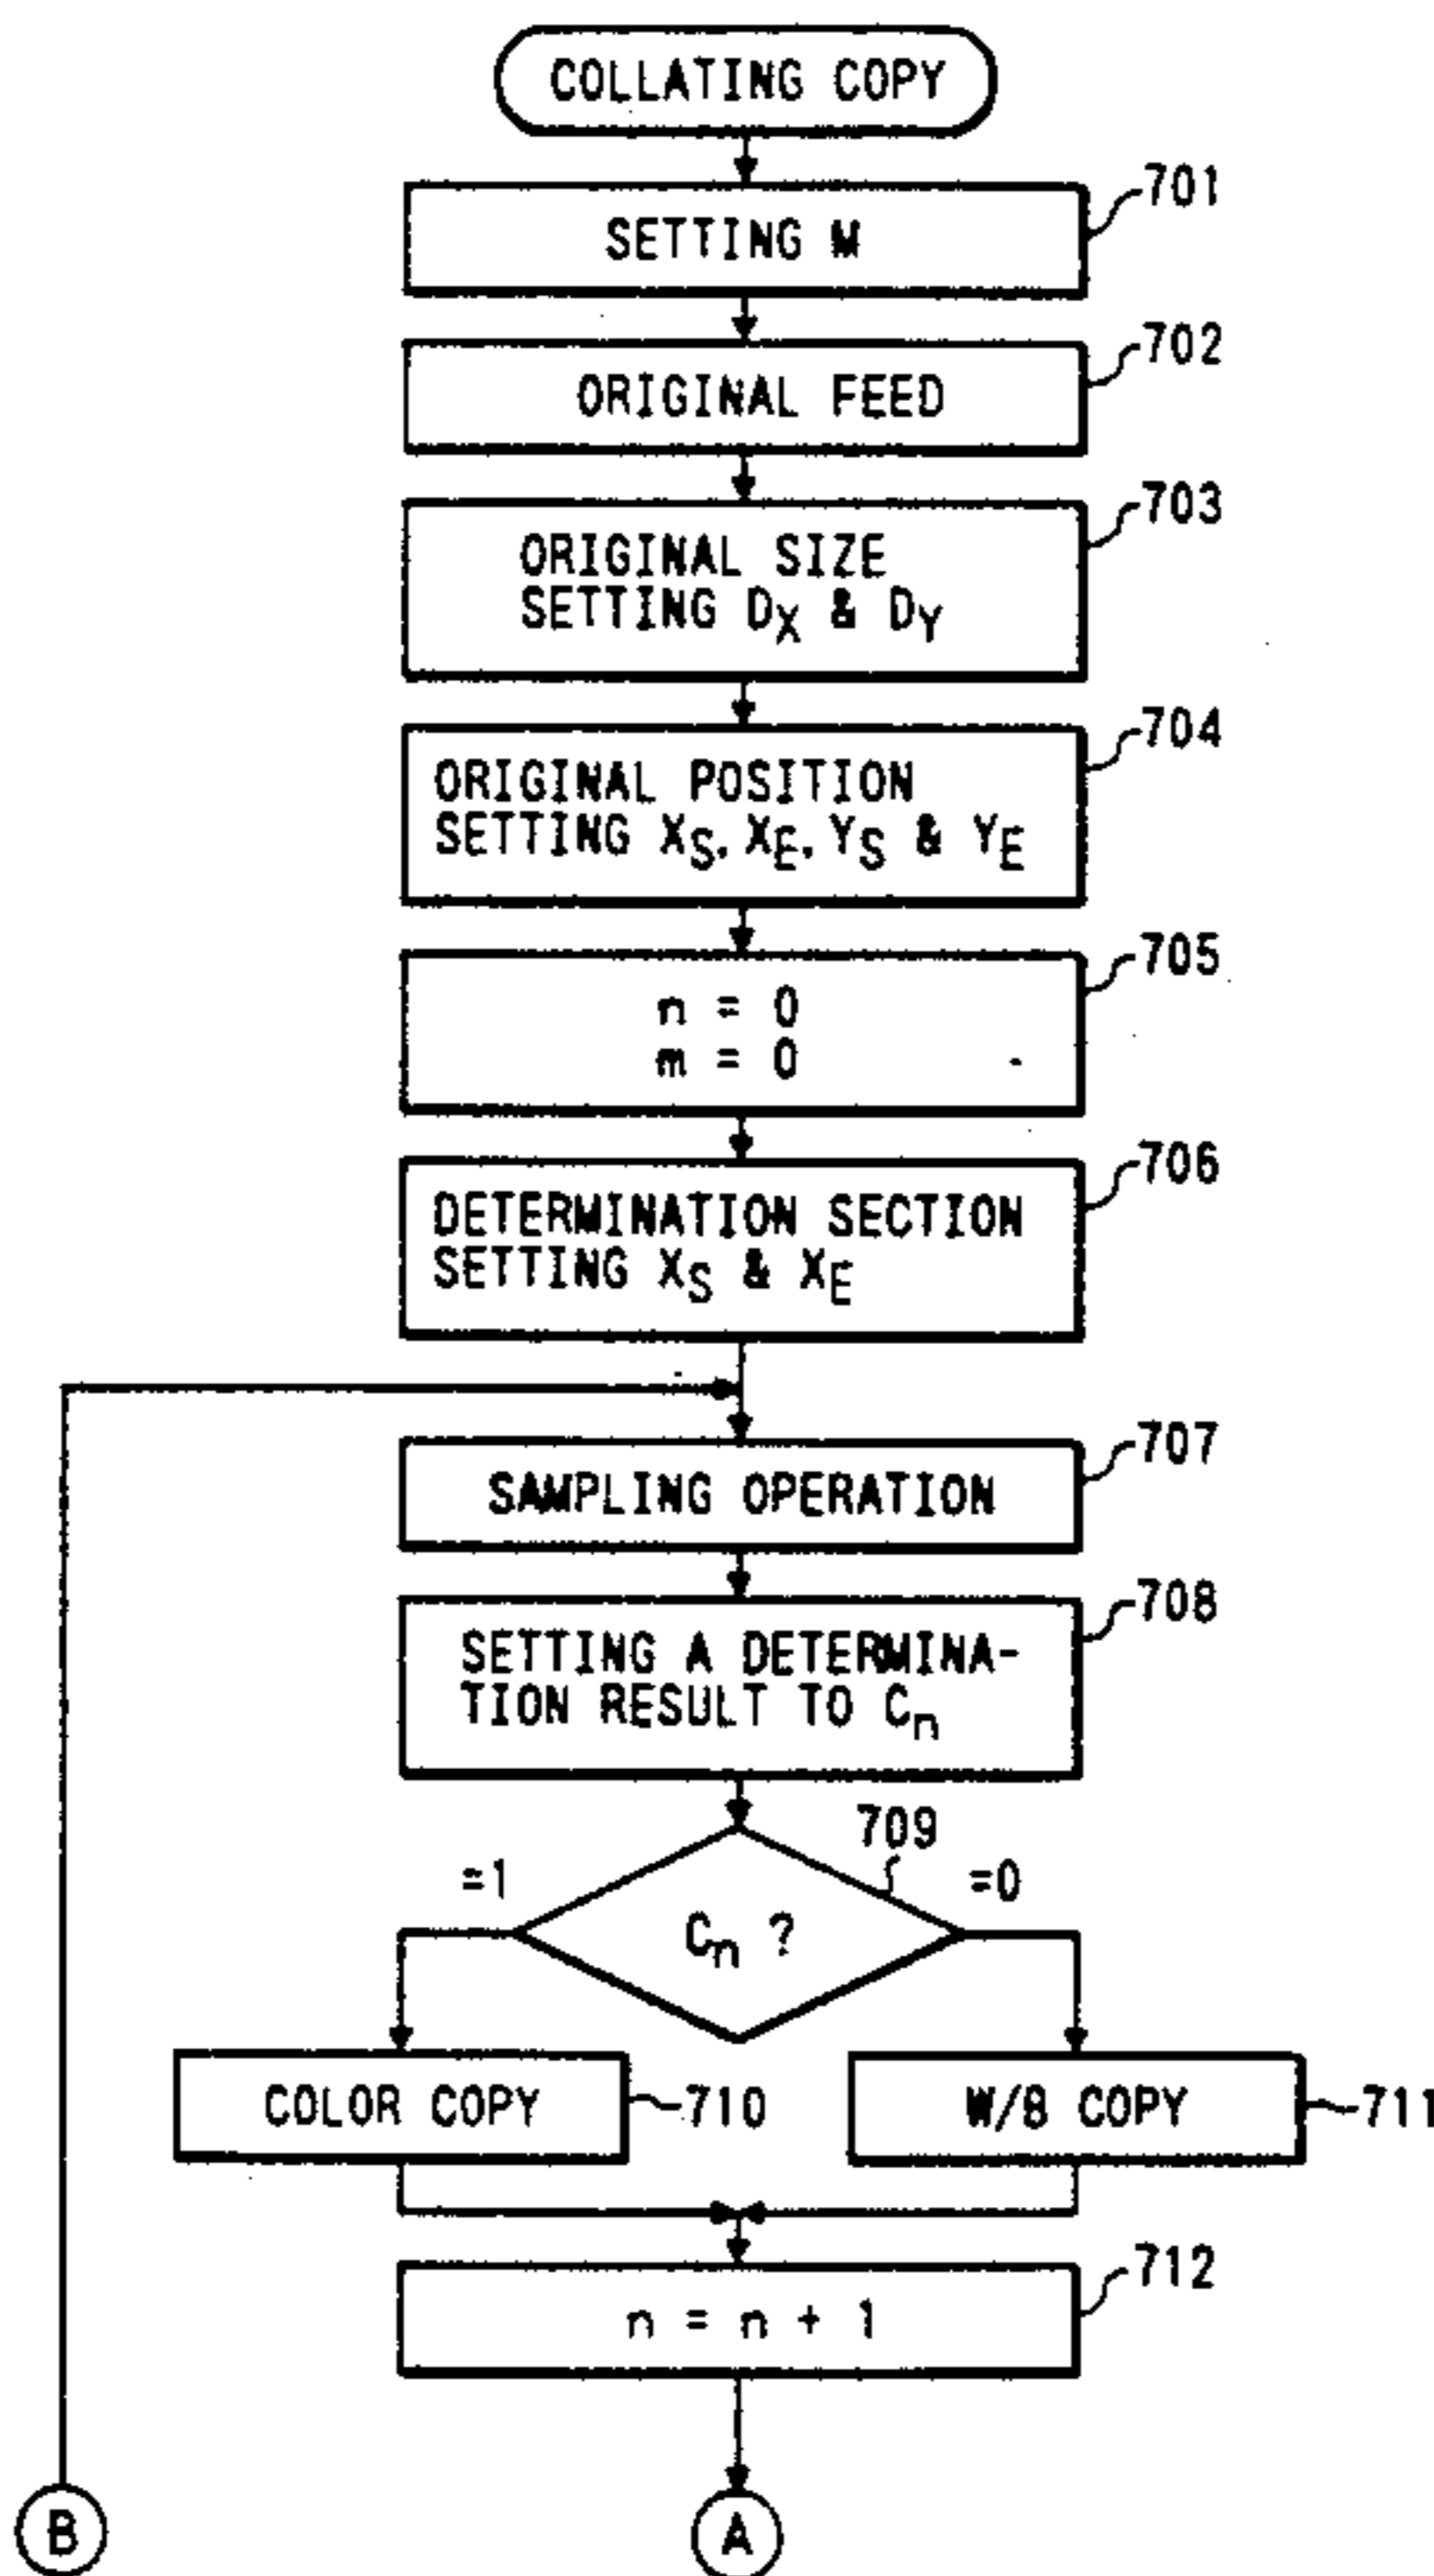 COLLATING COPY
701
SETTING M
702
ORIGINAL FEED
703
ORIGINAL SIZE
SETTING DX & DY
704
ORIGINAL POSITION
SETTING XS, XE, YS & YE
705
n = 0
m = 0
706
DETERMINATION SECTION
SETTING XS & XE
707
SAMPLING OPERATION
708
SETTING A DETERMINA-
TION RESULT TO Cn
709
=1
=0
Cn ?
COLOR COPY
710
W/B COPY
711
712
n = n + 1
B
A